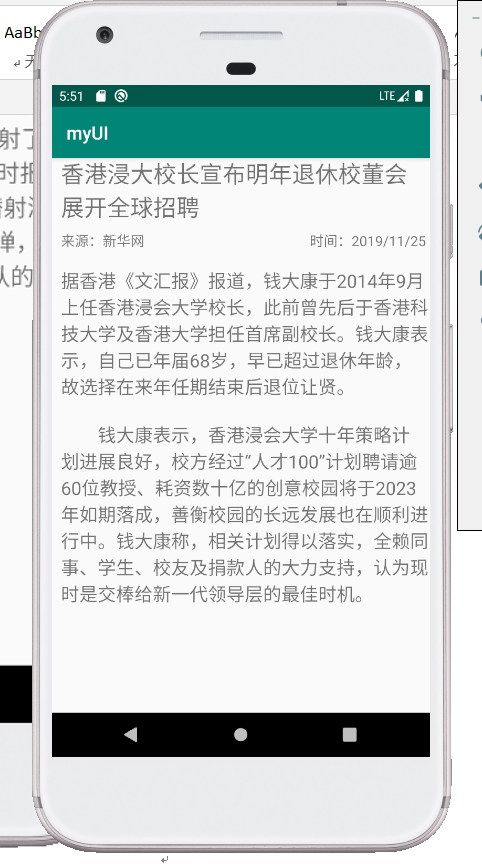 AaBb
射了
时报
潜射
弹，
队的
5:51
LTE
myUI
香港浸大校长宣布明年退休校董会
展开全球招聘
来源：新华网 时间：2019/11/25
据香港《文汇报》报道，钱大康于2014年9月
上任香港浸会大学校长，此前曾先后于香港科
技大学及香港大学担任首席副校长。钱大康表
示，自己已年届68岁，早已超过退休年龄，
故选择在来年任期结束后退位让贤。
钱大康表示，香港浸会大学十年策略计
划进展良好，校方经过“人才100”计划聘请逾
60位教授、耗资数十亿的创意校园将于2023
年如期落成，善衡校园的长远发展也在顺利进
行中。钱大康称，相关计划得以落实，全赖同
事、学生、校友及捐款人的大力支持，认为现
时是交棒给新一代领导层的最佳时机。